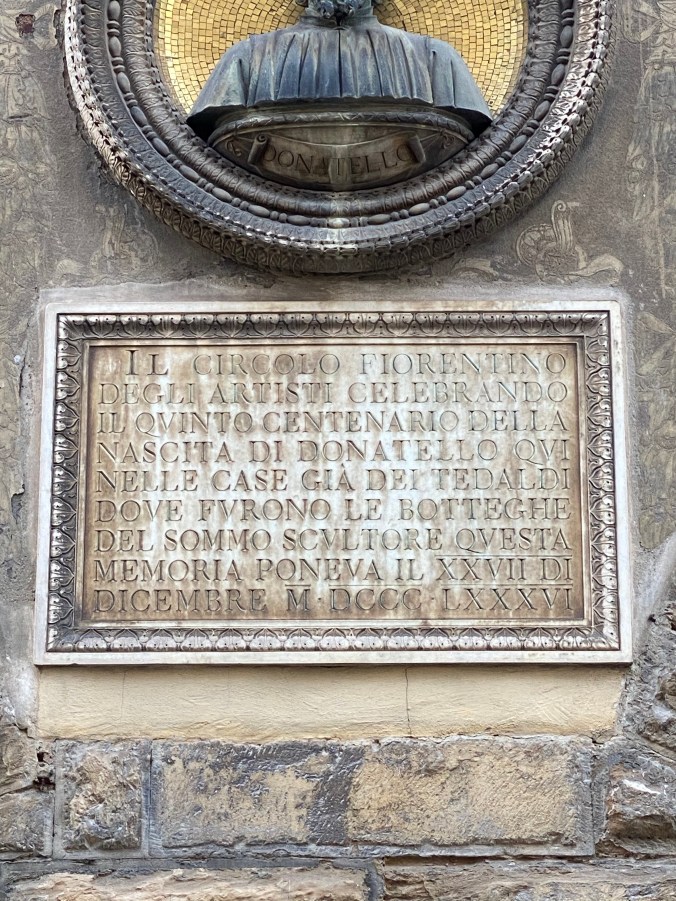 DONATELLO
IL CIRCOLO FIORENTINO
DEGLI ARTISTI CELEBRANDO
IL QVINTO CENTENARIO DELLA
NASCITA DI DONATELLO QVI
NELLE CASE GIÀ DEI TEDALDI
DOVE FVRONO LE BOTTEGHE
DEL SOMMO SCVLTORE QVESTA
MEMORIA PONEVA IL XXVII DI
DICEMBRE M · DCCC · LXXXVI